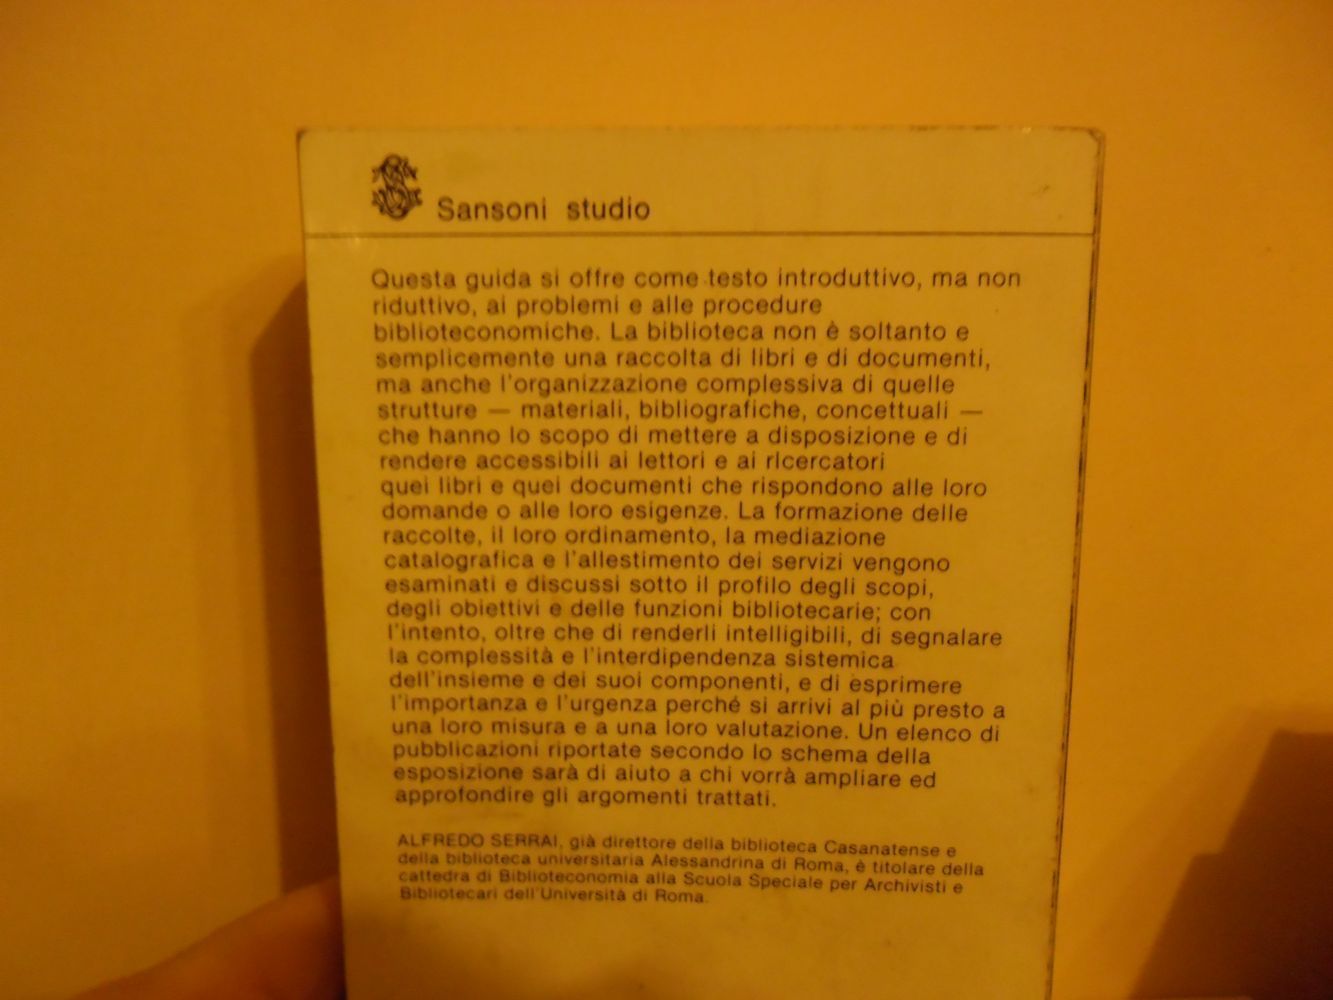 Sansoni studio
Questa guida si offre come testo introduttivo, ma non
riduttivo, ai problemi e alle procedure
biblioteconomiche. La biblioteca non è soltanto e
semplicemente una raccolta di libri e di documenti,
ma anche l'organizzazione complessiva di quelle
strutture — materiali, bibliografiche, concettuali —
che hanno lo scopo di mettere a disposizione e di
rendere accessibili ai lettori e ai ricercatori
quei libri e quei documenti che rispondono alle loro
domande o alle loro esigenze. La formazione delle
raccolte, il loro ordinamento, la mediazione
catalografica e l'allestimento dei servizi vengono
esaminati e discussi sotto il profilo degli scopi,
degli obiettivi e delle funzioni bibliotecarie; con
l'intento, oltre che di renderli intelligibili, di segnalare
la complessità e l'interdipendenza sistemica
dell'insieme e dei suoi componenti, e di esprimere
l'importanza e l'urgenza perché si arrivi al più presto a
una loro misura e a una loro valutazione. Un elenco di
pubblicazioni riportate secondo lo schema della
esposizione sarà di aiuto a chi vorrà ampliare ed
approfondire gli argomenti trattati.
ALFREDO SERRAI, già direttore della biblioteca Casanatense e
della biblioteca universitaria Alessandrina di Roma, è titolare della
cattedra di Biblioteconomia alla Scuola Speciale per Archivisti e
Bibliotecari dell'Università di Roma.